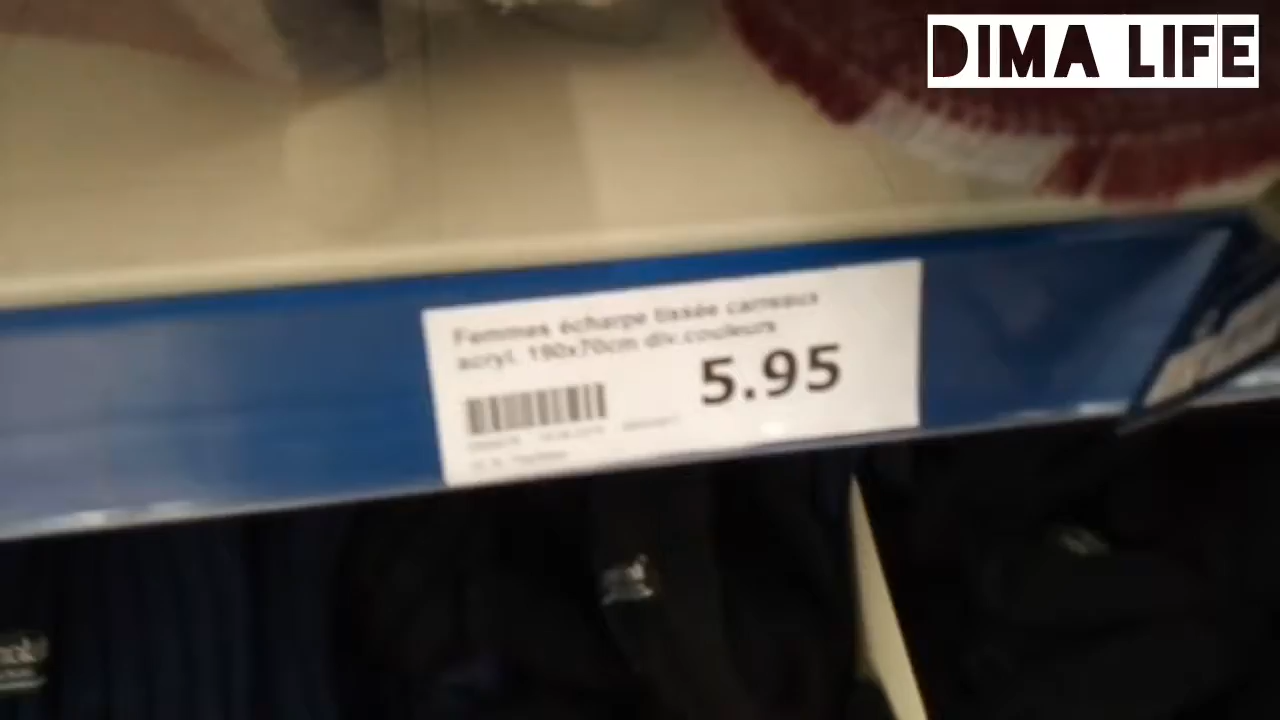 DIMA LIFE
Femmes écharpe tissée carreaux
acryl. 180x70cm div.couleurs
5.95